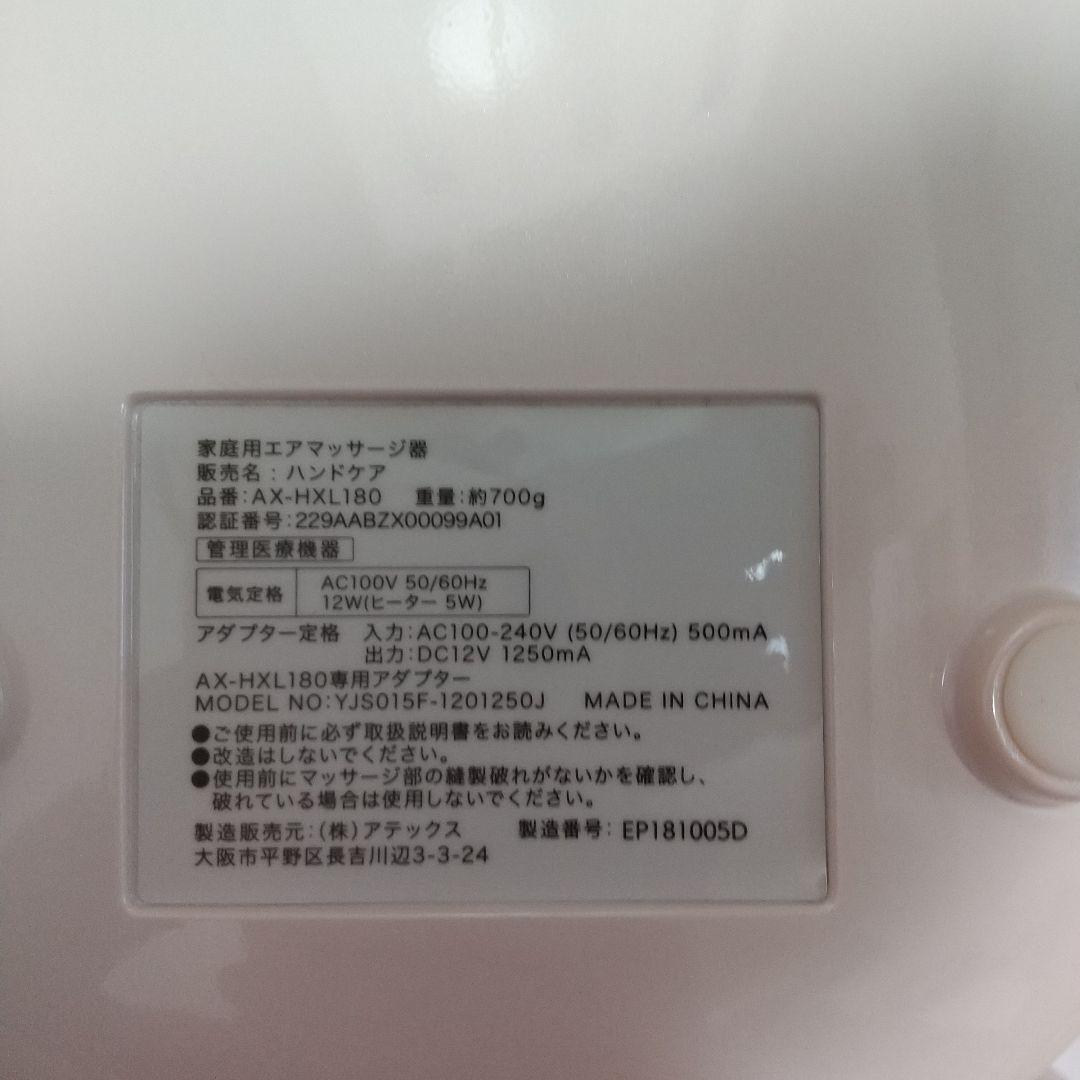 家庭用エアマッサージ器
販売名：ハンドケア
品番：AX-HXL180 重量：約700g
認証番号：229AABZX00099A01
管理医療機器
電気定格 AC100V 50/60Hz
12W(ヒーター 5W)
アダプター定格 入力：AC100-240V (50/60Hz) 500mA
出力：DC12V 1250mA
AX-HXL180専用アダプター
MODEL NO：YJS015F-1201250J MADE IN CHINA
●ご使用前に必ず取扱説明書をお読みください。
●改造はしないでください。
●使用前にマッサージ部の縫製破れがないかを確認し、
破れている場合は使用しないでください。
製造販売元：(株)アテックス 製造番号：EP181005D
大阪市平野区長吉川辺3-3-24